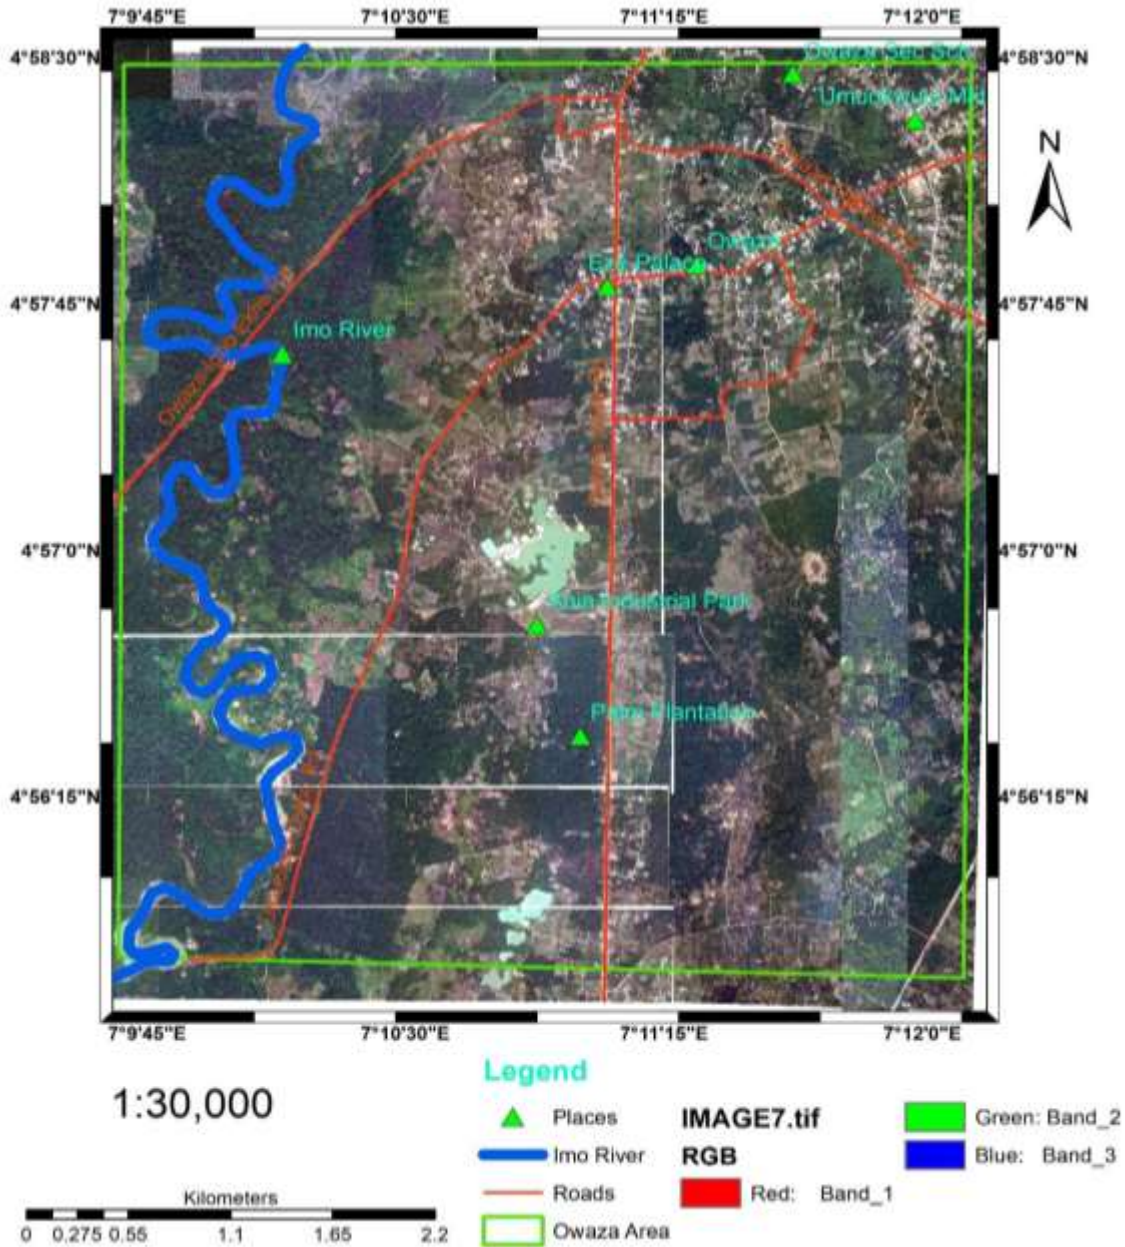 7°9'45"E 7°10'30"E 7°11'15"E 7°12'0"E
4°58'30"N 4°58'30"N
N
Owaza
Palace
4°57'45"N 4°57'45"N
Imo River
4°57'0"N 4°57'0"N
Industrial Park
Palm Plantation
4°56'15"N 4°56'15"N
7°9'45"E 7°10'30"E 7°11'15"E 7°12'0"E
Legend
1:30,000
Places IMAGE7.tif Green: Band_2
Imo River RGB Blue: Band_3
Roads Red: Band_1
Owaza Area
Kilometers
0 0.275 0.55 1.1 1.65 2.2